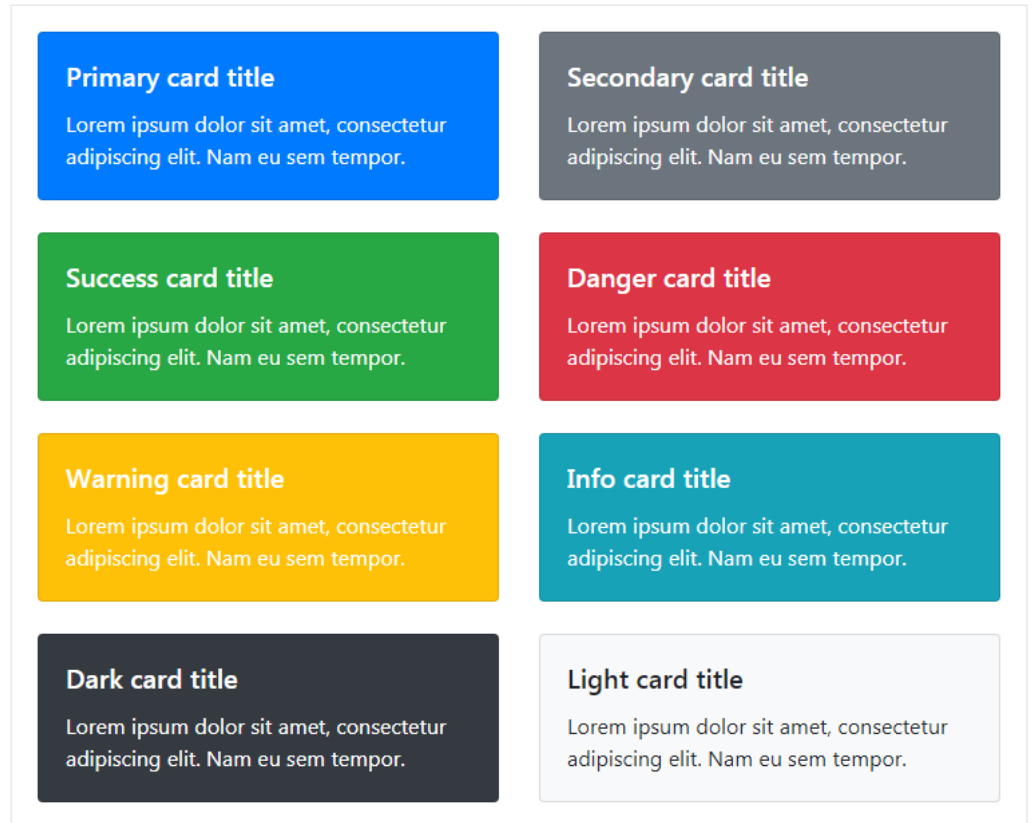 Primary card title
Lorem ipsum dolor sit amet, consectetur
adipiscing elit. Nam eu sem tempor.
Secondary card title
Lorem ipsum dolor sit amet, consectetur
adipiscing elit. Nam eu sem tempor.
Success card title
Lorem ipsum dolor sit amet, consectetur
adipiscing elit. Nam eu sem tempor.
Danger card title
Lorem ipsum dolor sit amet, consectetur
adipiscing elit. Nam eu sem tempor.
Warning card title
Lorem ipsum dolor sit amet, consectetur
adipiscing elit. Nam eu sem tempor.
Info card title
Lorem ipsum dolor sit amet, consectetur
adipiscing elit. Nam eu sem tempor.
Dark card title
Lorem ipsum dolor sit amet, consectetur
adipiscing elit. Nam eu sem tempor.
Light card title
Lorem ipsum dolor sit amet, consectetur
adipiscing elit. Nam eu sem tempor.